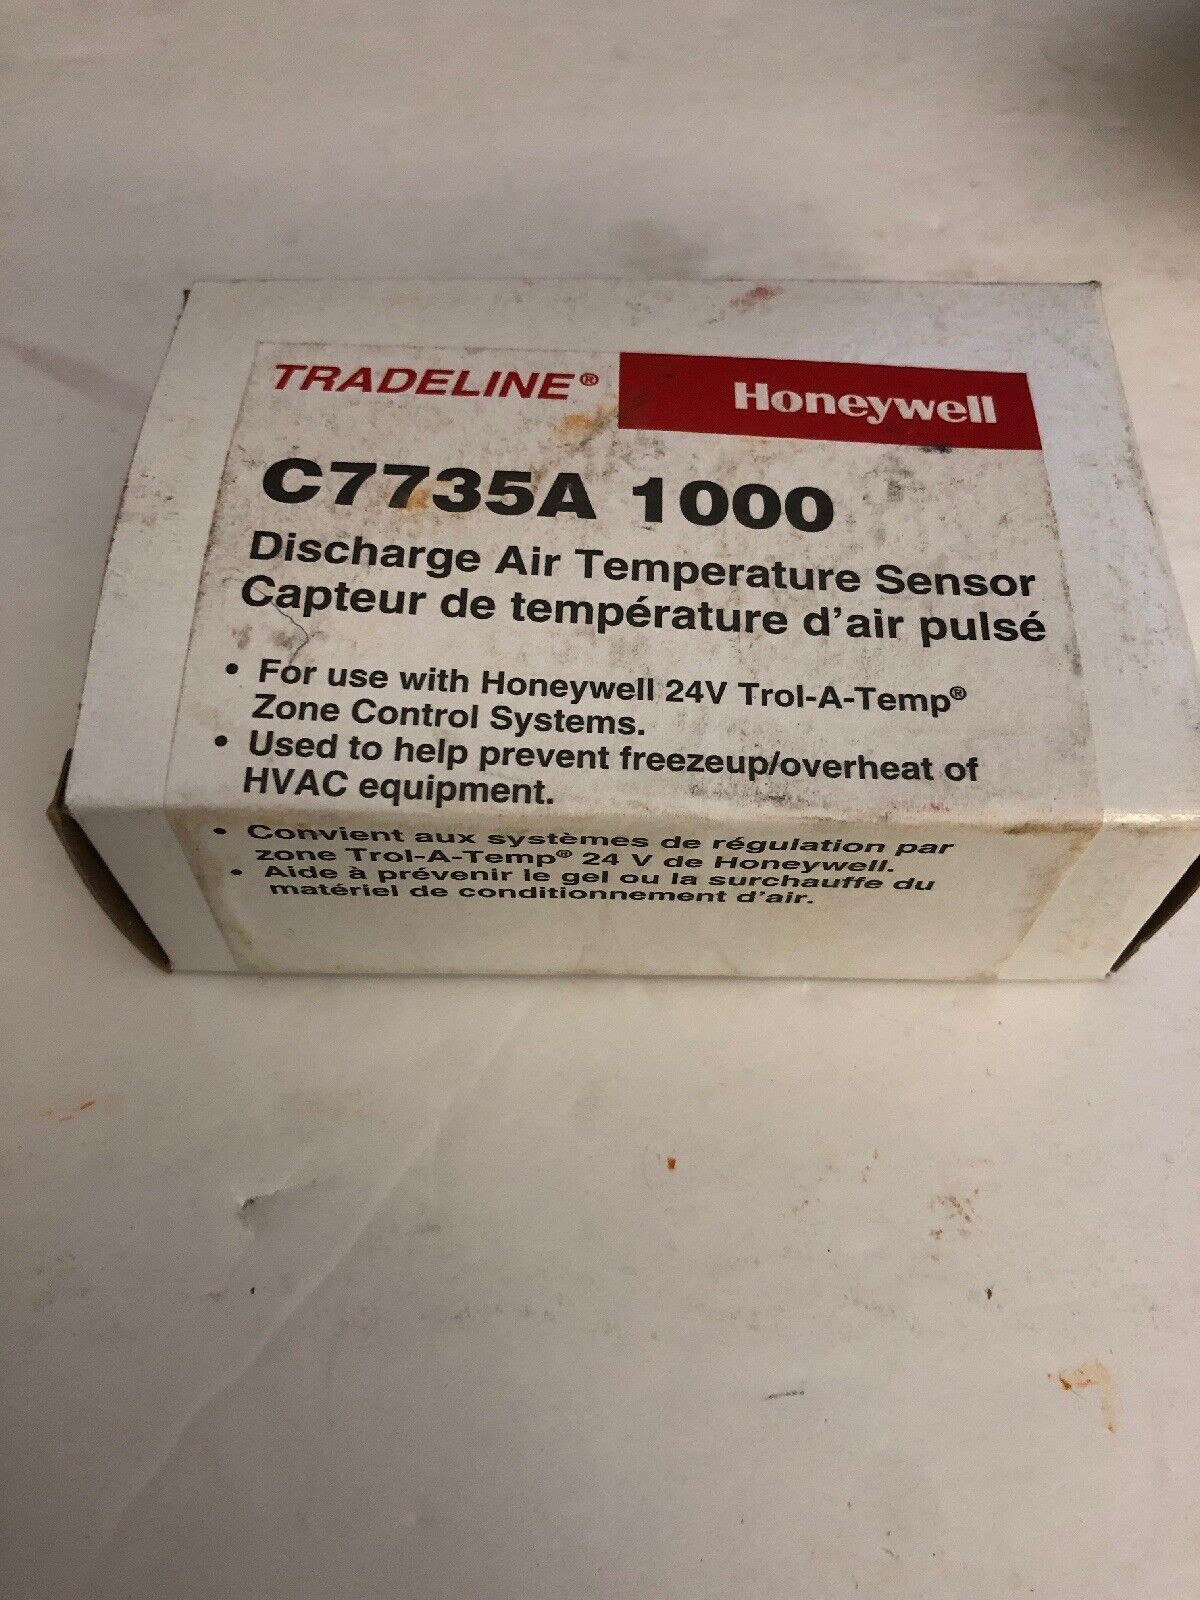 TRADELINE®
Honeywell
C7735A 1000
Discharge Air Temperature Sensor
Capteur de température d'air pulsé
• For use with Honeywell 24V Trol-A-Temp®
Zone Control Systems.
• Used to help prevent freezeup/overheat of
HVAC equipment.
• Convient aux systèmes de régulation par
zone Trol-A-Temp® 24 V de Honeywell.
• Aide à prévenir le gel ou la surchauffe du
matériel de conditionnement d'air.